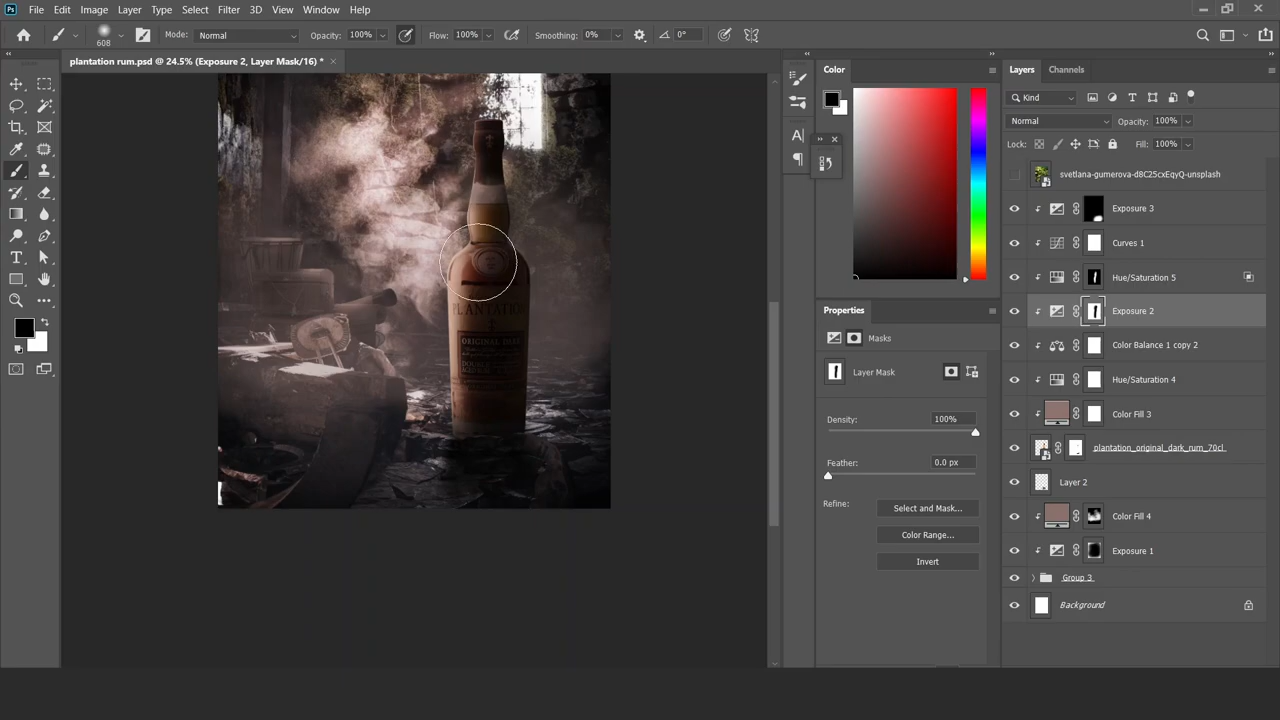 Ps File Edit Image Layer Type Select Filter 3D View Window Help
608 Mode: Normal Opacity: 100% Flow: 100% Smoothing: 0% 0°
plantation rum.psd @ 24.5% (Exposure 2, Layer Mask/16) *
PLANTATION
ORIGINAL DARK
Color
Properties
Masks
Layer Mask
Density: 100%
Feather: 0.0 px
Refine: Select and Mask...
Color Range...
Invert
Layers Channels
Kind
Normal Opacity: 100%
Lock: Fill: 100%
svetlana-gumerova-d8C25cxEqyQ-unsplash
Exposure 3
Curves 1
Hue/Saturation 5
Exposure 2
Color Balance 1 copy 2
Hue/Saturation 4
Color Fill 3
plantation_original_dark_rum_70cl
Layer 2
Color Fill 4
Exposure 1
Group 3
Background